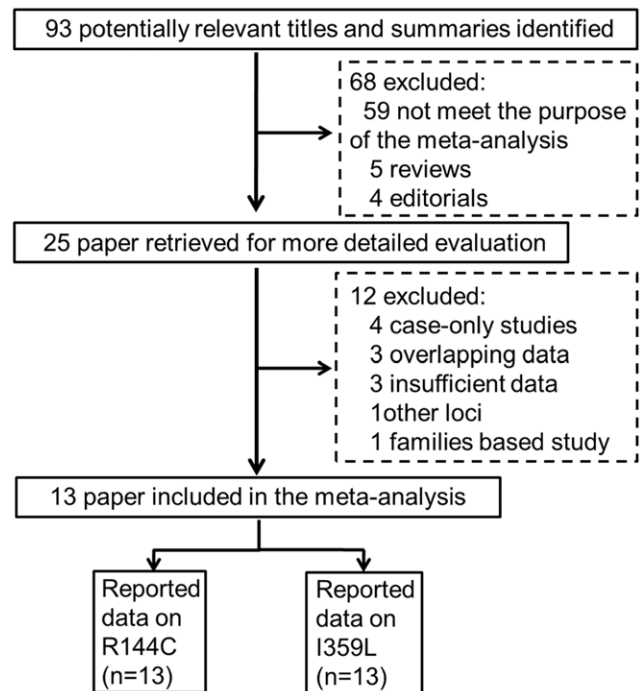 93 potentially relevant titles and summaries identified
68 excluded:
59 not meet the purpose
of the meta-analysis
5 reviews
4 editorials
25 paper retrieved for more detailed evaluation
12 excluded:
4 case-only studies
3 overlapping data
3 insufficient data
1other loci
1 families based study
13 paper included in the meta-analysis
Reported
data on
R144C
(n=13)
Reported
data on
I359L
(n=13)